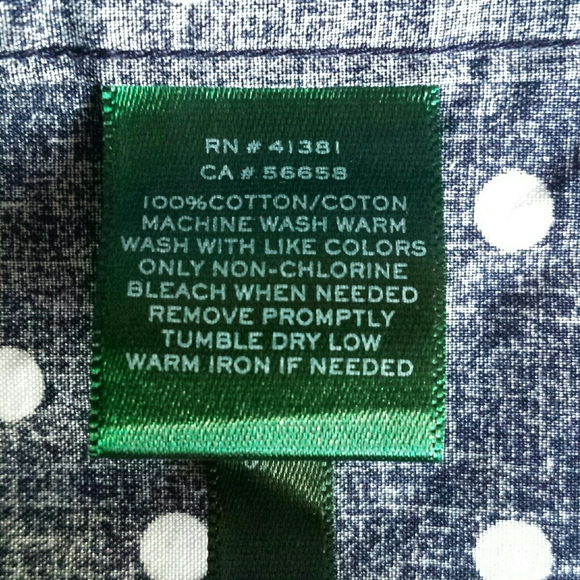 RN # 41381
CA # 56658
100%COTTON/COTON
MACHINE WASH WARM
WASH WITH LIKE COLORS
ONLY NON-CHLORINE
BLEACH WHEN NEEDED
REMOVE PROMPTLY
TUMBLE DRY LOW
WARM IRON IF NEEDED